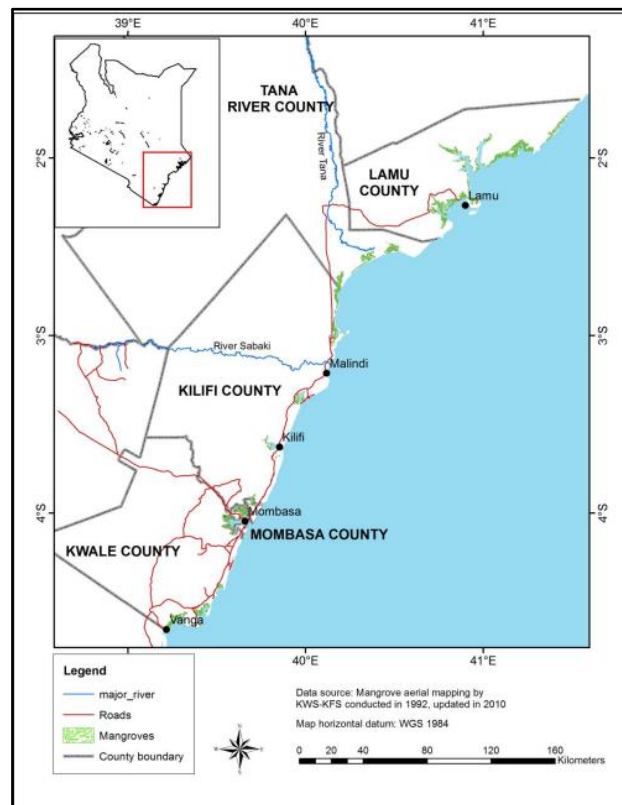 39°E
40°E
41°E
TANA
RIVER COUNTY
River Tana
LAMU
COUNTY
Lamu
2°S
2°S
3°S
3°S
River Sabaki
Malindi
KILIFI COUNTY
Kilifi
4°S
4°S
Mombasa
MOMBASA COUNTY
KWALE COUNTY
Vanga
39°E
40°E
41°E
Legend
major_river
Roads
Mangroves
County boundary
N
W
E
S
Data source: Mangrove aerial mapping by
KWS-KFS conducted in 1992, updated in 2010
Map horizontal datum: WGS 1984
0 10 20 40 80 120 160
Kilometers